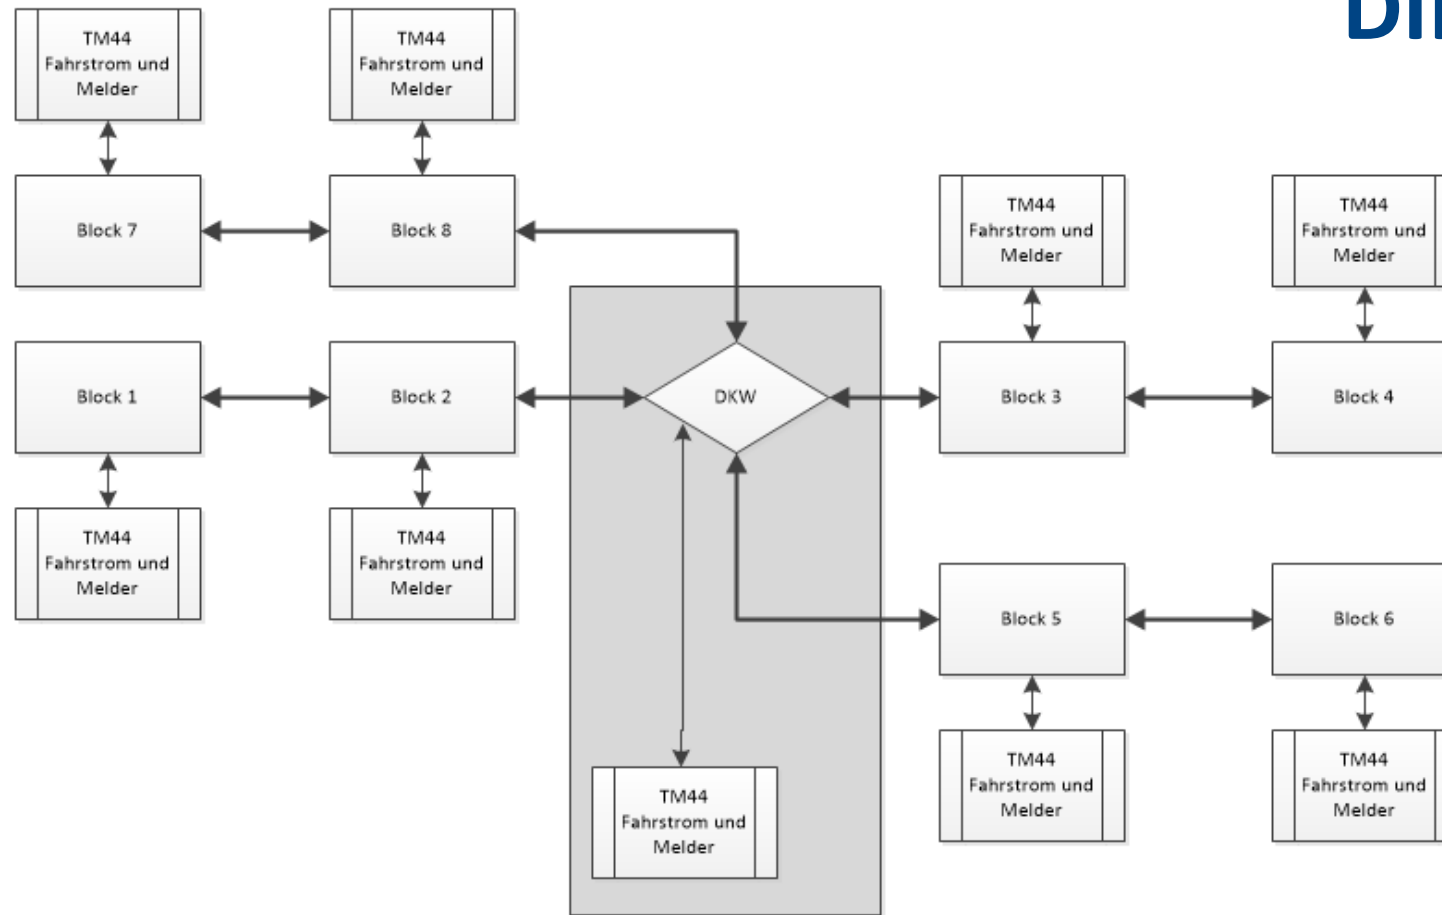 TM44
Fahrstrom und
Melder
TM44
Fahrstrom und
Melder
Block 7
Block 8
TM44
Fahrstrom und
Melder
TM44
Fahrstrom und
Melder
Block 1
Block 2
DKW
Block 3
Block 4
TM44
Fahrstrom und
Melder
TM44
Fahrstrom und
Melder
Block 5
Block 6
TM44
Fahrstrom und
Melder
TM44
Fahrstrom und
Melder
TM44
Fahrstrom und
Melder